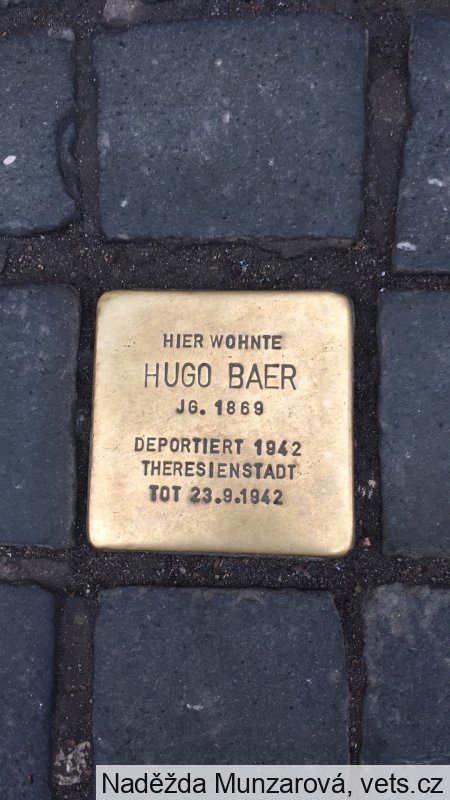 HIER WOHNTE
HUGO BAER
JG. 1869
DEPORTIERT 1942
THERESIENSTADT
TOT 23.9.1942
Naděžda Munzarová, vets.cz